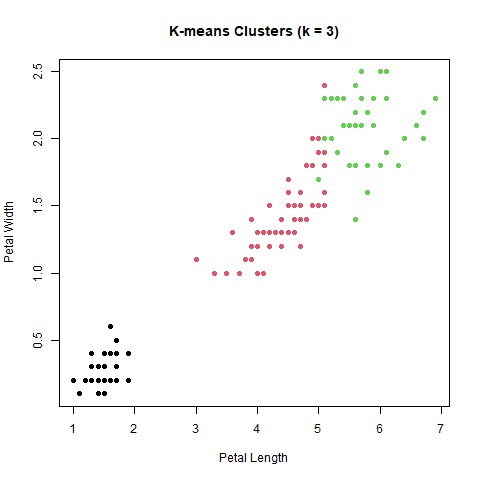 K-means Clusters (k = 3)
Petal Width
2.5
2.0
1.5
1.0
0.5
1 2 3 4 5 6 7
Petal Length